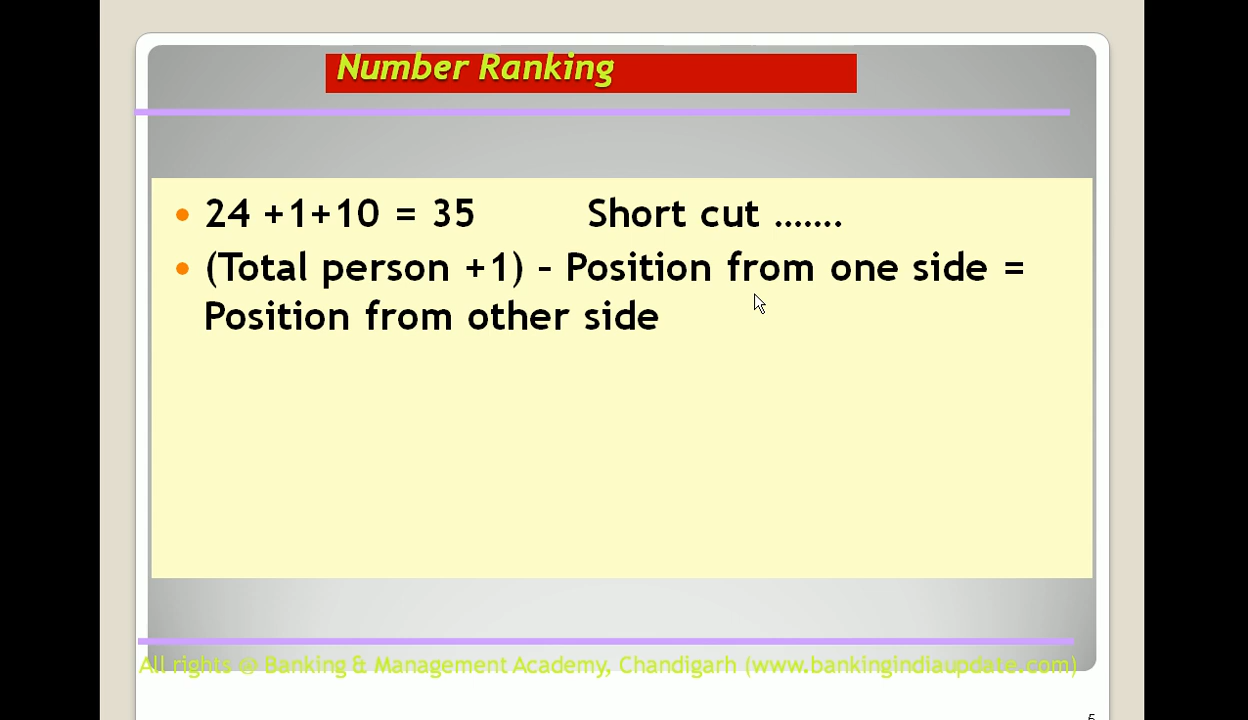 Number Ranking
• 24 +1+10 = 35 Short cut …….
• (Total person +1) – Position from one side =
Position from other side
All rights @ Banking & Management Academy, Chandigarh (www.bankingindiaupdate.com)
5